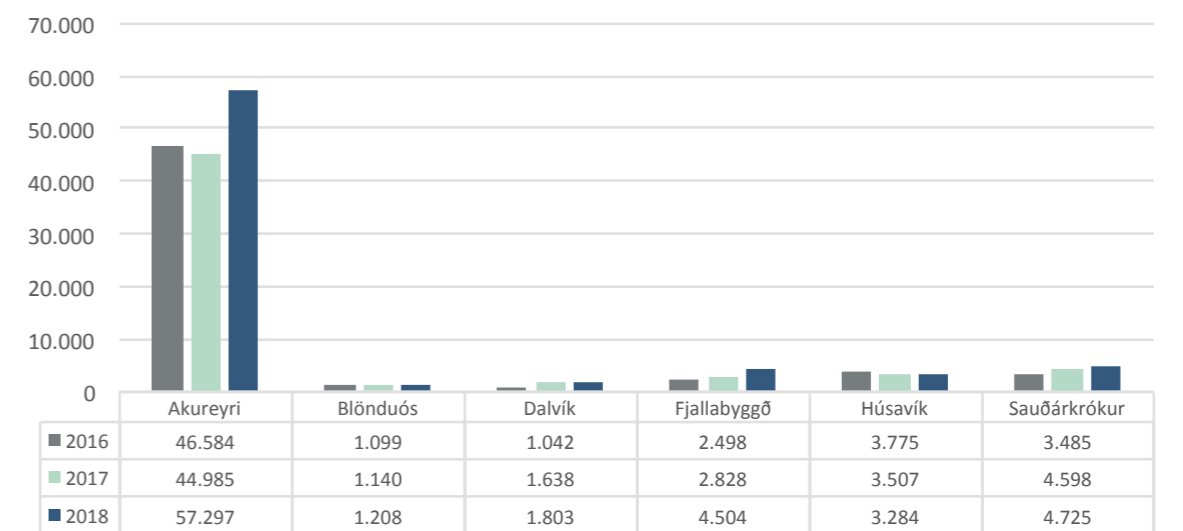 70.000
60.000
50.000
40.000
30.000
20.000
10.000
0
Akureyri Blönduós Dalvík Fjallabyggð Húsavík Sauðárkrókur
2016 46.584 1.099 1.042 2.498 3.775 3.485
2017 44.985 1.140 1.638 2.828 3.507 4.598
2018 57.297 1.208 1.803 4.504 3.284 4.725